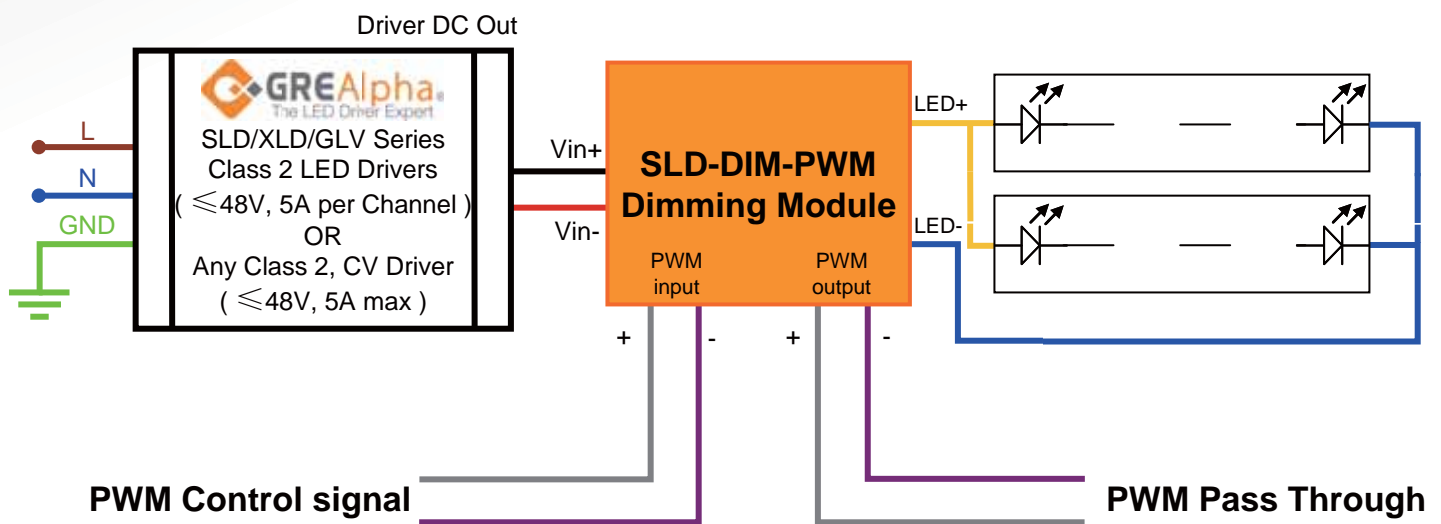 Driver DC Out
GREAlpha®
The LED Driver Expert
SLD/XLD/GLV Series
Class 2 LED Drivers
( ≤48V, 5A per Channel )
OR
Any Class 2, CV Driver
( ≤48V, 5A max )
L
N
GND
Vin+
Vin-
SLD-DIM-PWM
Dimming Module
PWM
input
PWM
output
LED+
LED-
+
-
+
-
PWM Control signal
PWM Pass Through